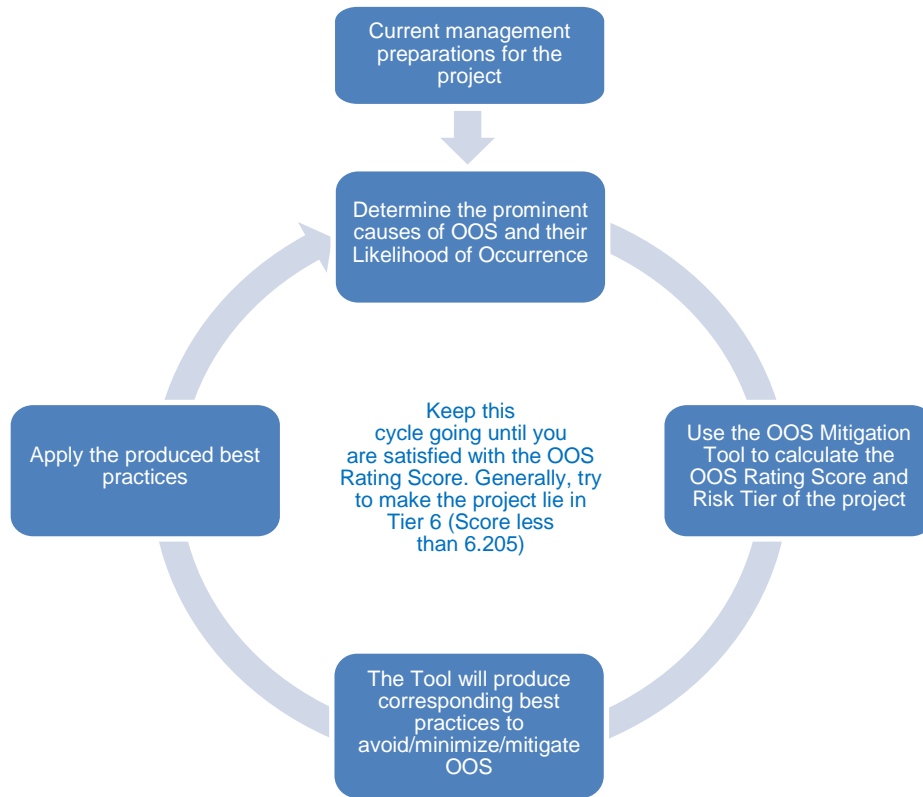 Current management
preparations for the
project
Determine the prominent
causes of OOS and their
Likelihood of Occurrence
Keep this
cycle going until you
are satisfied with the OOS
Rating Score. Generally, try
to make the project lie in
Tier 6 (Score less
than 6.205)
Use the OOS Mitigation
Tool to calculate the
OOS Rating Score and
Risk Tier of the project
The Tool will produce
corresponding best
practices to
avoid/minimize/mitigate
OOS
Apply the produced best
practices